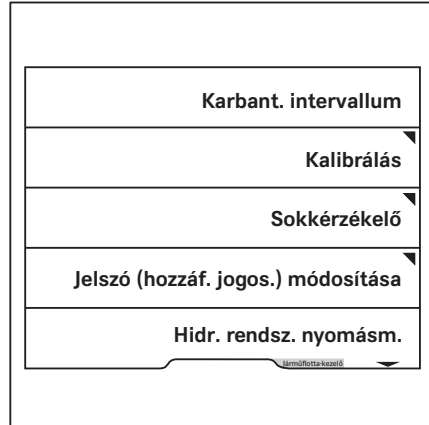 Karbant. intervallum
Kalibrálás
Sokkérzékelő
Jelszó (hozzáf. jogos.) módosítása
Hidr. rendsz. nyomásm.
Járműflotta-kezelő